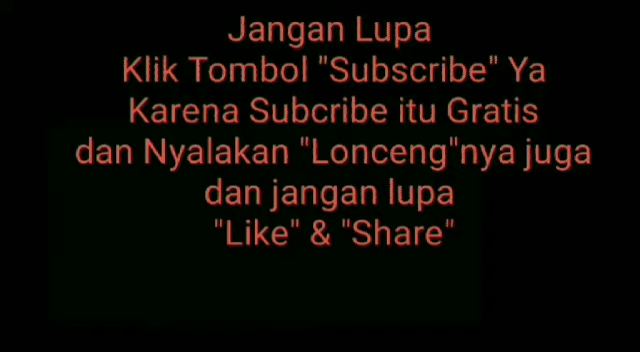 Jangan Lupa
Klik Tombol "Subscribe" Ya
Karena Subcribe itu Gratis
dan Nyalakan "Lonceng"nya juga
dan jangan lupa
"Like" & "Share"